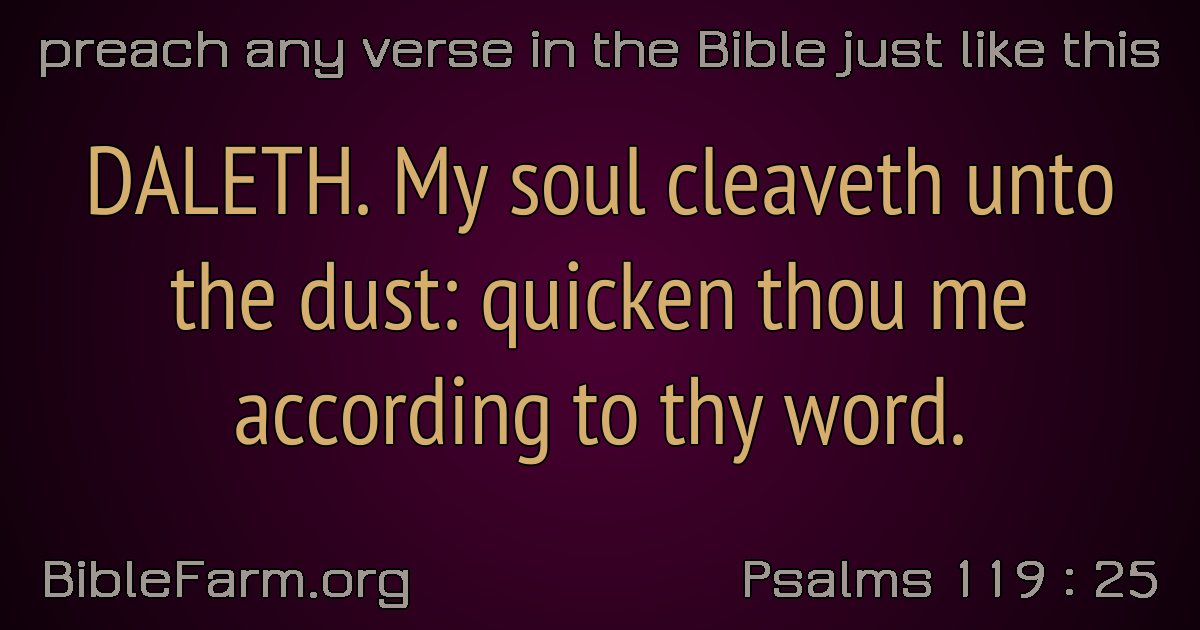 preach any verse in the Bible just like this
DALETH. My soul cleaveth unto
the dust: quicken thou me
according to thy word.
BibleFarm.org
Psalms 119 : 25